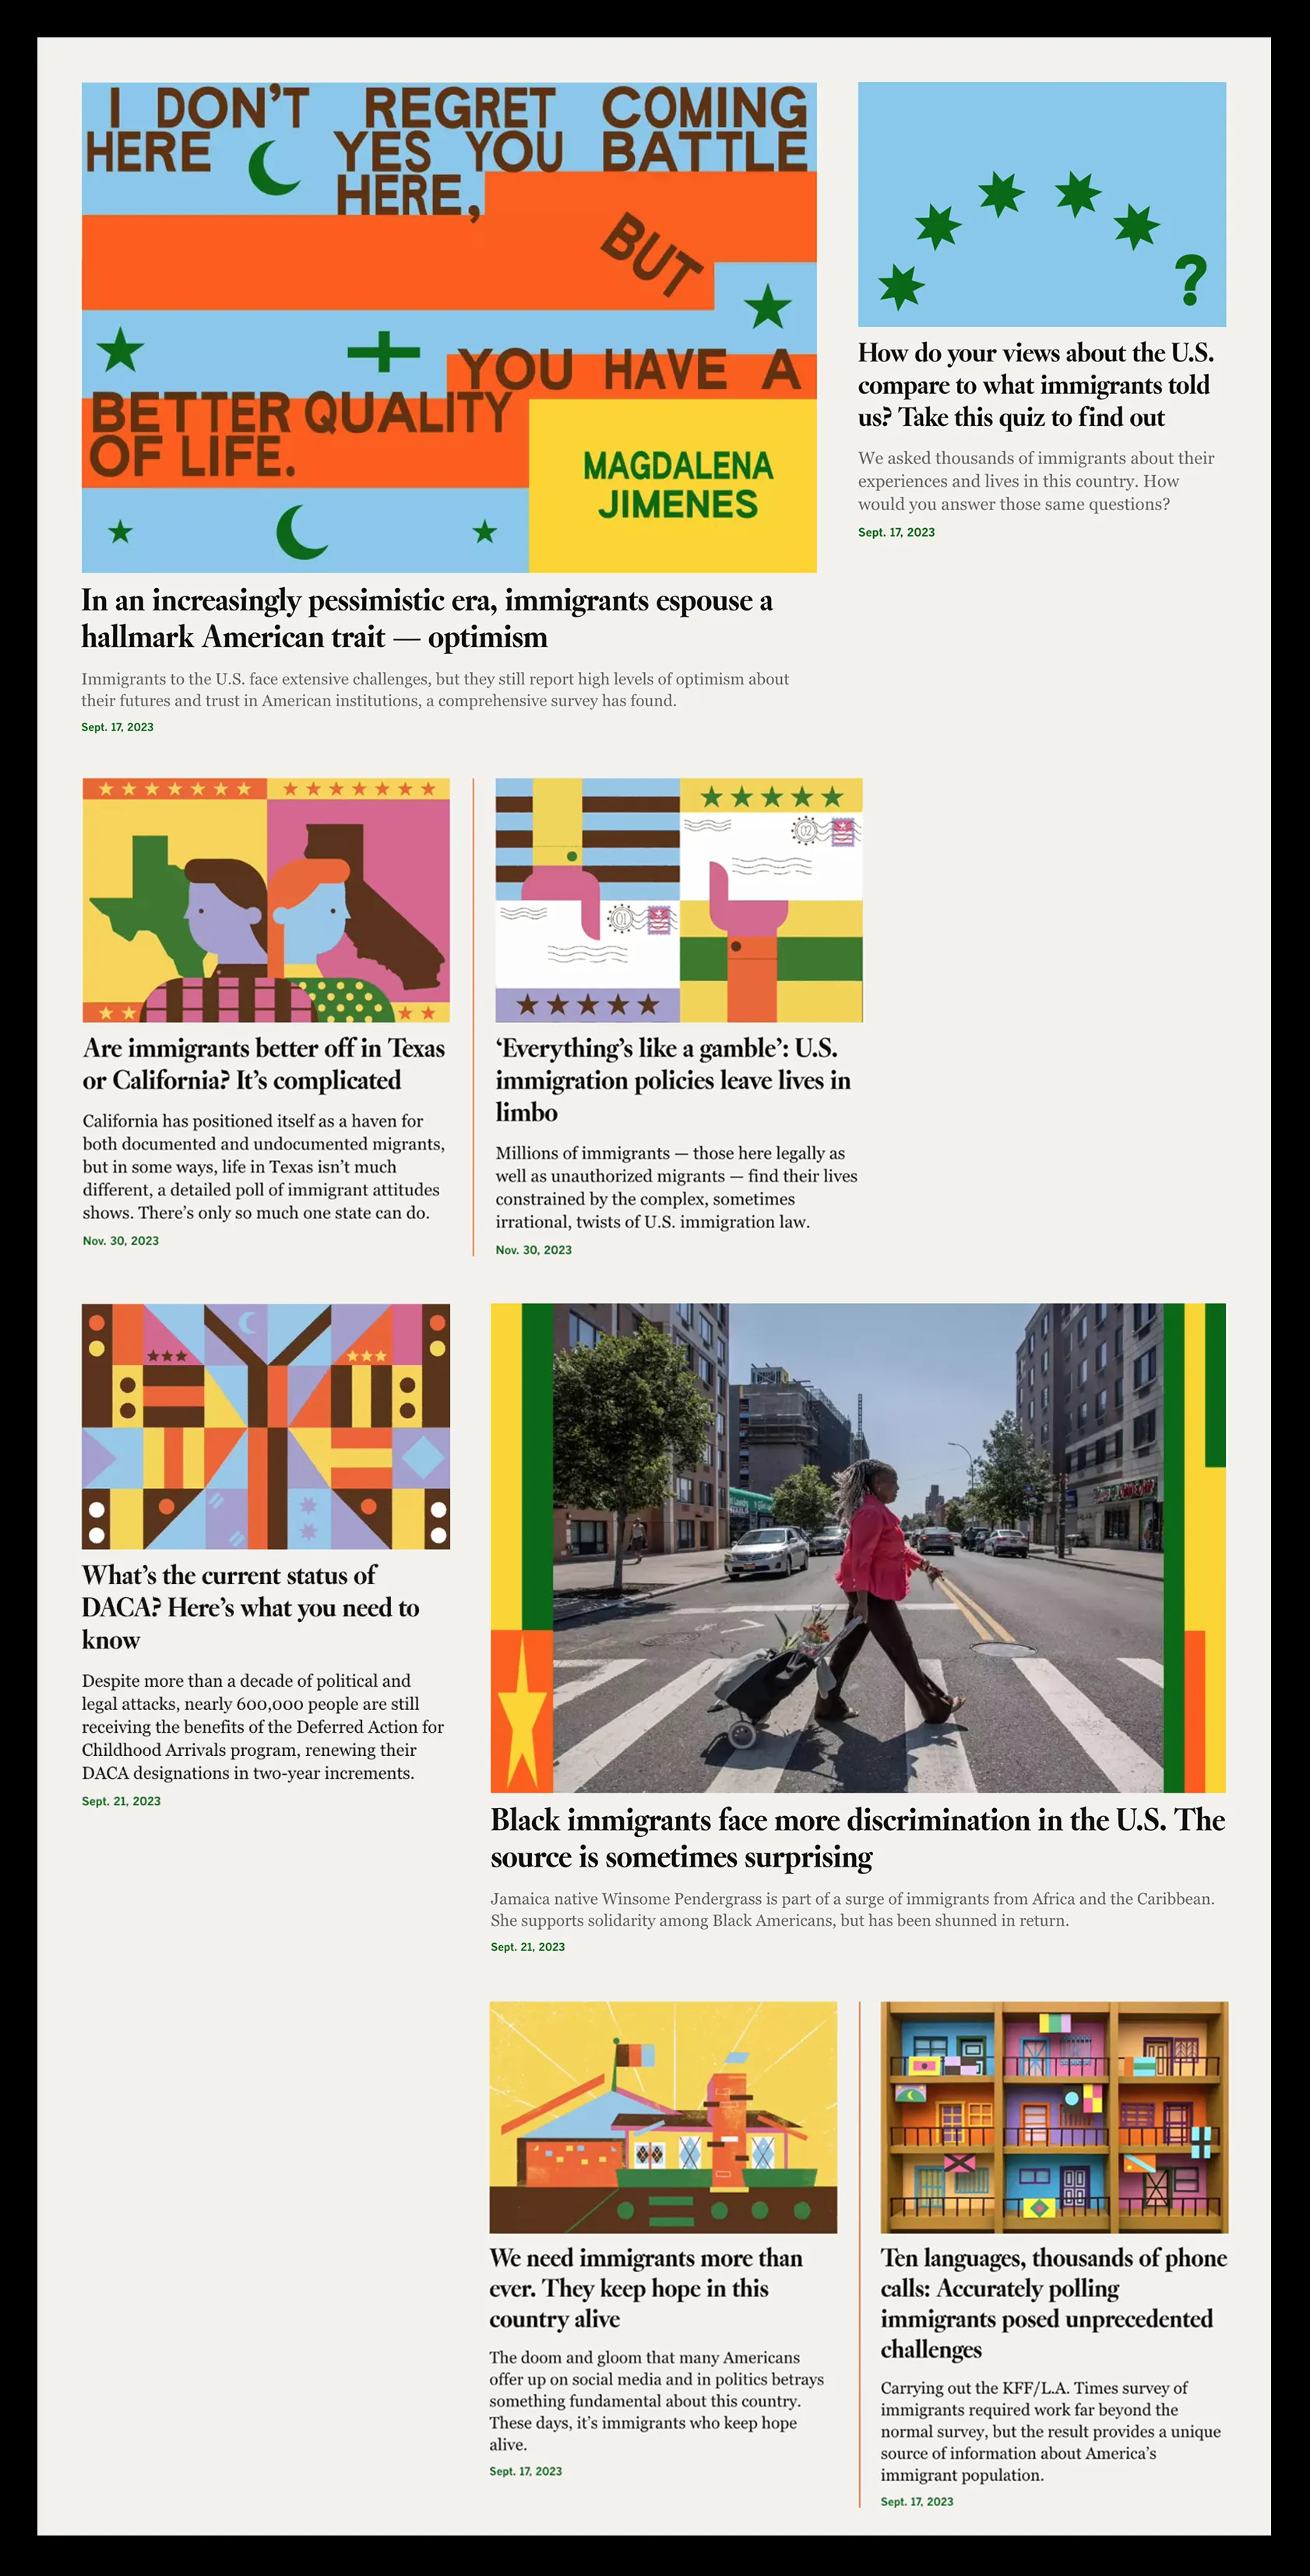 I DON'T REGRET COMING
HERE YES YOU BATTLE
HERE,
BUT
YOU HAVE A
BETTER QUALITY
OF LIFE.
MAGDALENA
JIMENES
In an increasingly pessimistic era, immigrants espouse a
hallmark American trait — optimism
Immigrants to the U.S. face extensive challenges, but they still report high levels of optimism about
their futures and trust in American institutions, a comprehensive survey has found.
Sept. 17, 2023
?
How do your views about the U.S.
compare to what immigrants told
us? Take this quiz to find out
We asked thousands of immigrants about their
experiences and lives in this country. How
would you answer those same questions?
Sept. 17, 2023
Are immigrants better off in Texas
or California? It's complicated
California has positioned itself as a haven for
both documented and undocumented migrants,
but in some ways, life in Texas isn't much
different, a detailed poll of immigrant attitudes
shows. There's only so much one state can do.
Nov. 30, 2023
02
01
‘Everything's like a gamble’: U.S.
immigration policies leave lives in
limbo
Millions of immigrants — those here legally as
well as unauthorized migrants — find their lives
constrained by the complex, sometimes
irrational, twists of U.S. immigration law.
Nov. 30, 2023
What's the current status of
DACA? Here's what you need to
know
Despite more than a decade of political and
legal attacks, nearly 600,000 people are still
receiving the benefits of the Deferred Action for
Childhood Arrivals program, renewing their
DACA designations in two-year increments.
Sept. 21, 2023
Black immigrants face more discrimination in the U.S. The
source is sometimes surprising
Jamaica native Winsome Pendergrass is part of a surge of immigrants from Africa and the Caribbean.
She supports solidarity among Black Americans, but has been shunned in return.
Sept. 21, 2023
We need immigrants more than
ever. They keep hope in this
country alive
The doom and gloom that many Americans
offer up on social media and in politics betrays
something fundamental about this country.
These days, it's immigrants who keep hope
alive.
Sept. 17, 2023
Ten languages, thousands of phone
calls: Accurately polling
immigrants posed unprecedented
challenges
Carrying out the KFF/L.A. Times survey of
immigrants required work far beyond the
normal survey, but the result provides a unique
source of information about America's
immigrant population.
Sept. 17, 2023